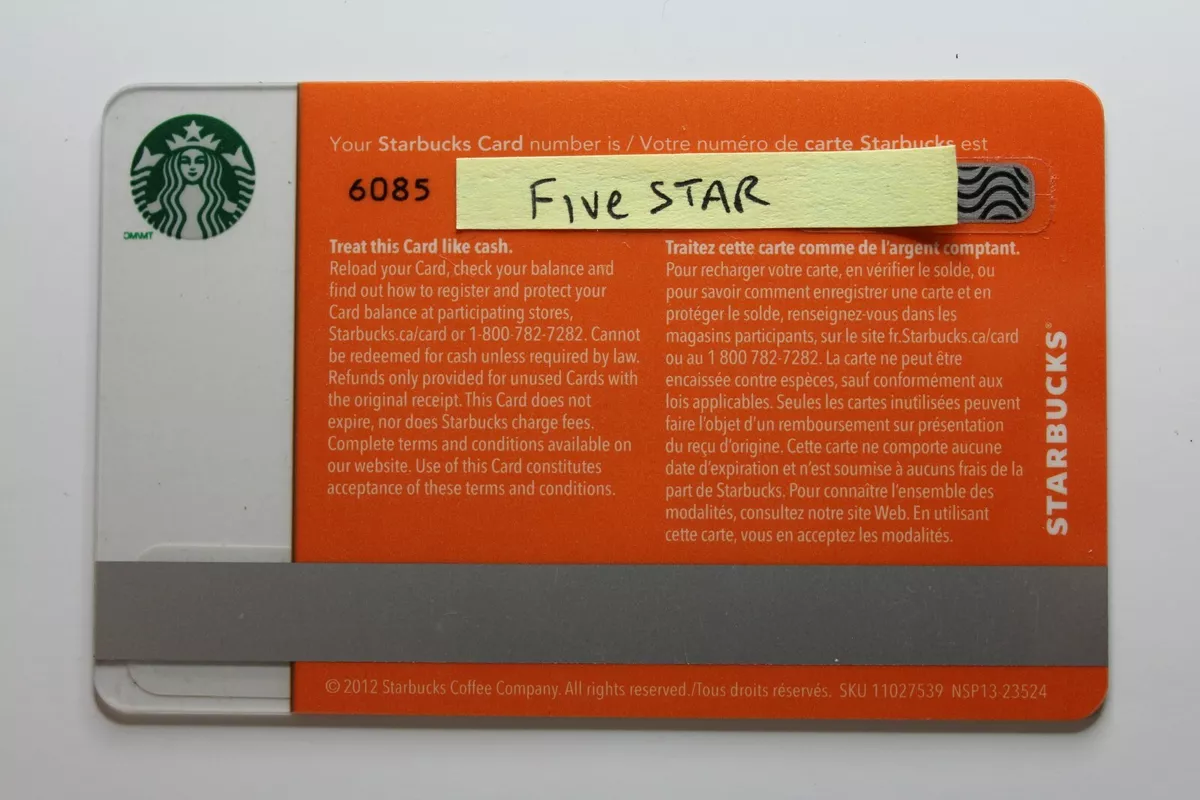 Your Starbucks Card number is / Votre numéro de carte Starbucks est
6085
Five STAR
Treat this Card like cash.
Reload your Card, check your balance and
find out how to register and protect your
Card balance at participating stores,
Starbucks.ca/card or 1-800-782-7282. Cannot
be redeemed for cash unless required by law.
Refunds only provided for unused Cards with
the original receipt. This Card does not
expire, nor does Starbucks charge fees.
Complete terms and conditions available on
our website. Use of this Card constitutes
acceptance of these terms and conditions.
Traitez cette carte comme de l'argent comptant.
Pour recharger votre carte, en vérifier le solde, ou
pour savoir comment enregistrer une carte et en
protéger le solde, renseignez-vous dans les
magasins participants, sur le site fr.Starbucks.ca/card
ou au 1 800 782-7282. La carte ne peut être
encaissée contre espèces, sauf conformément aux
lois applicables. Seules les cartes inutilisées peuvent
faire l'objet d'un remboursement sur présentation
du reçu d'origine. Cette carte ne comporte aucune
date d'expiration et n'est soumise à aucuns frais de la
part de Starbucks. Pour connaître l'ensemble des
modalités, consultez notre site Web. En utilisant
cette carte, vous en acceptez les modalités.
STARBUCKS®
© 2012 Starbucks Coffee Company. All rights reserved./Tous droits réservés. SKU 11027539 NSP13-23524